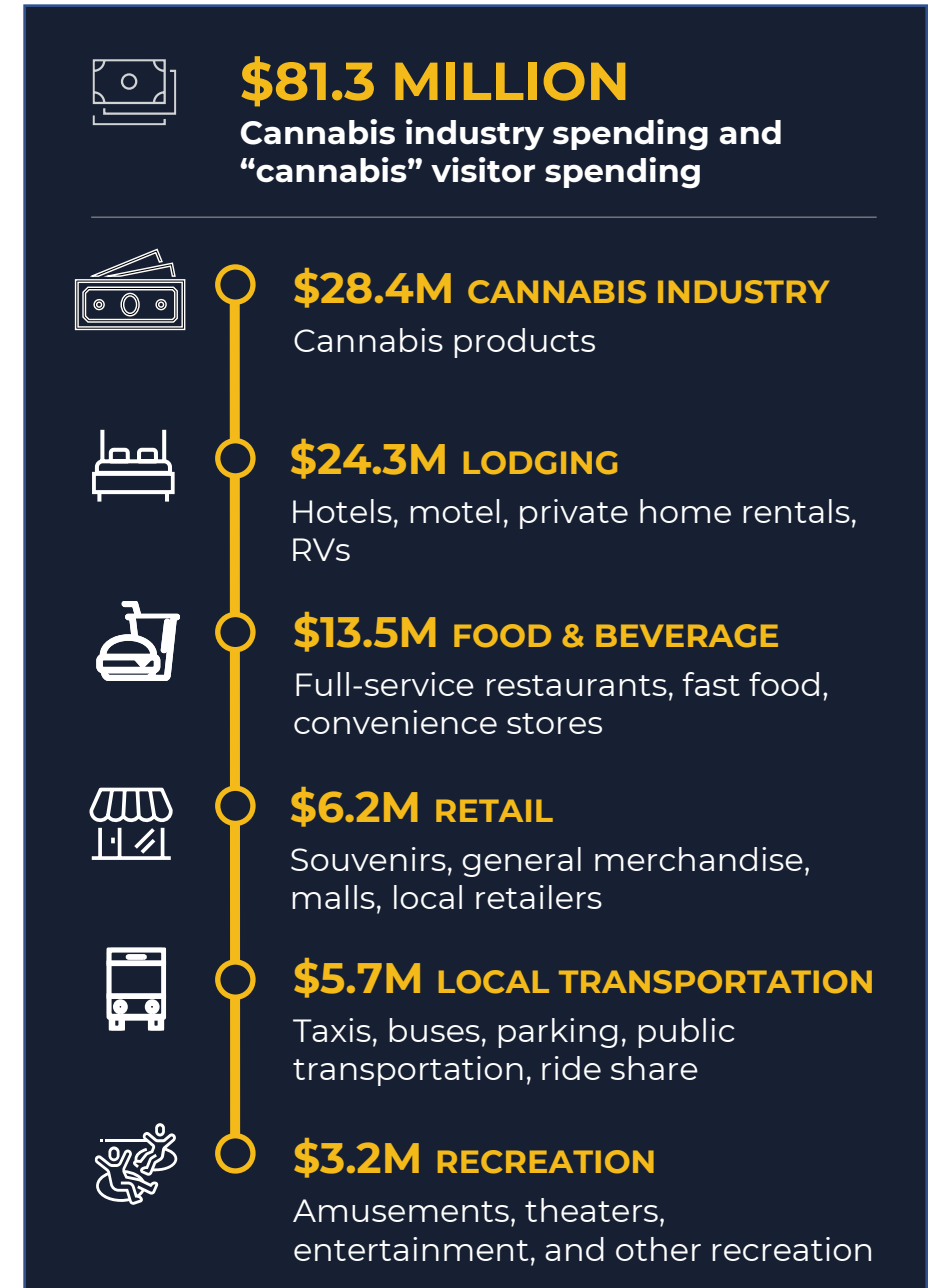 $81.3 MILLION
Cannabis industry spending and
“cannabis” visitor spending
$28.4M CANNABIS INDUSTRY
Cannabis products
$24.3M LODGING
Hotels, motel, private home rentals,
RVs
$13.5M FOOD & BEVERAGE
Full-service restaurants, fast food,
convenience stores
$6.2M RETAIL
Souvenirs, general merchandise,
malls, local retailers
$5.7M LOCAL TRANSPORTATION
Taxis, buses, parking, public
transportation, ride share
$3.2M RECREATION
Amusements, theaters,
entertainment, and other recreation